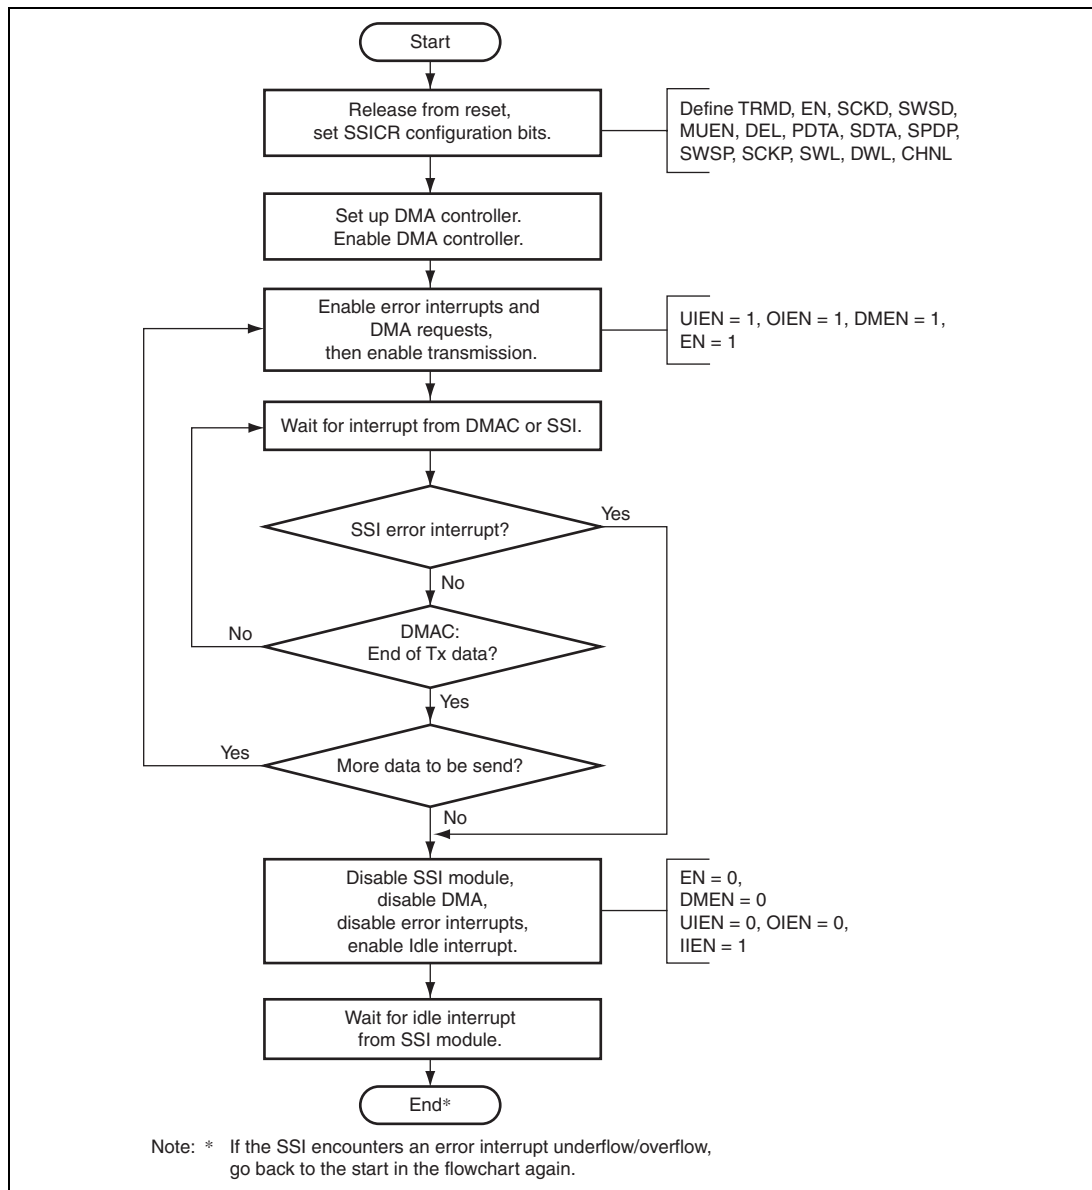 Start
Release from reset,
set SSICR configuration bits.
Define TRMD, EN, SCKD, SWSD,
MUEN, DEL, PDTA, SDTA, SPDP,
SWSP, SCKP, SWL, DWL, CHNL
Set up DMA controller.
Enable DMA controller.
Enable error interrupts and
DMA requests,
then enable transmission.
UIEN = 1, OIEN = 1, DMEN = 1,
EN = 1
Wait for interrupt from DMAC or SSI.
SSI error interrupt?
Yes
No
DMAC:
End of Tx data?
No
Yes
More data to be send?
Yes
No
Disable SSI module,
disable DMA,
disable error interrupts,
enable Idle interrupt.
EN = 0,
DMEN = 0
UIEN = 0, OIEN = 0,
IIEN = 1
Wait for idle interrupt
from SSI module.
End*
Note: * If the SSI encounters an error interrupt underflow/overflow,
go back to the start in the flowchart again.